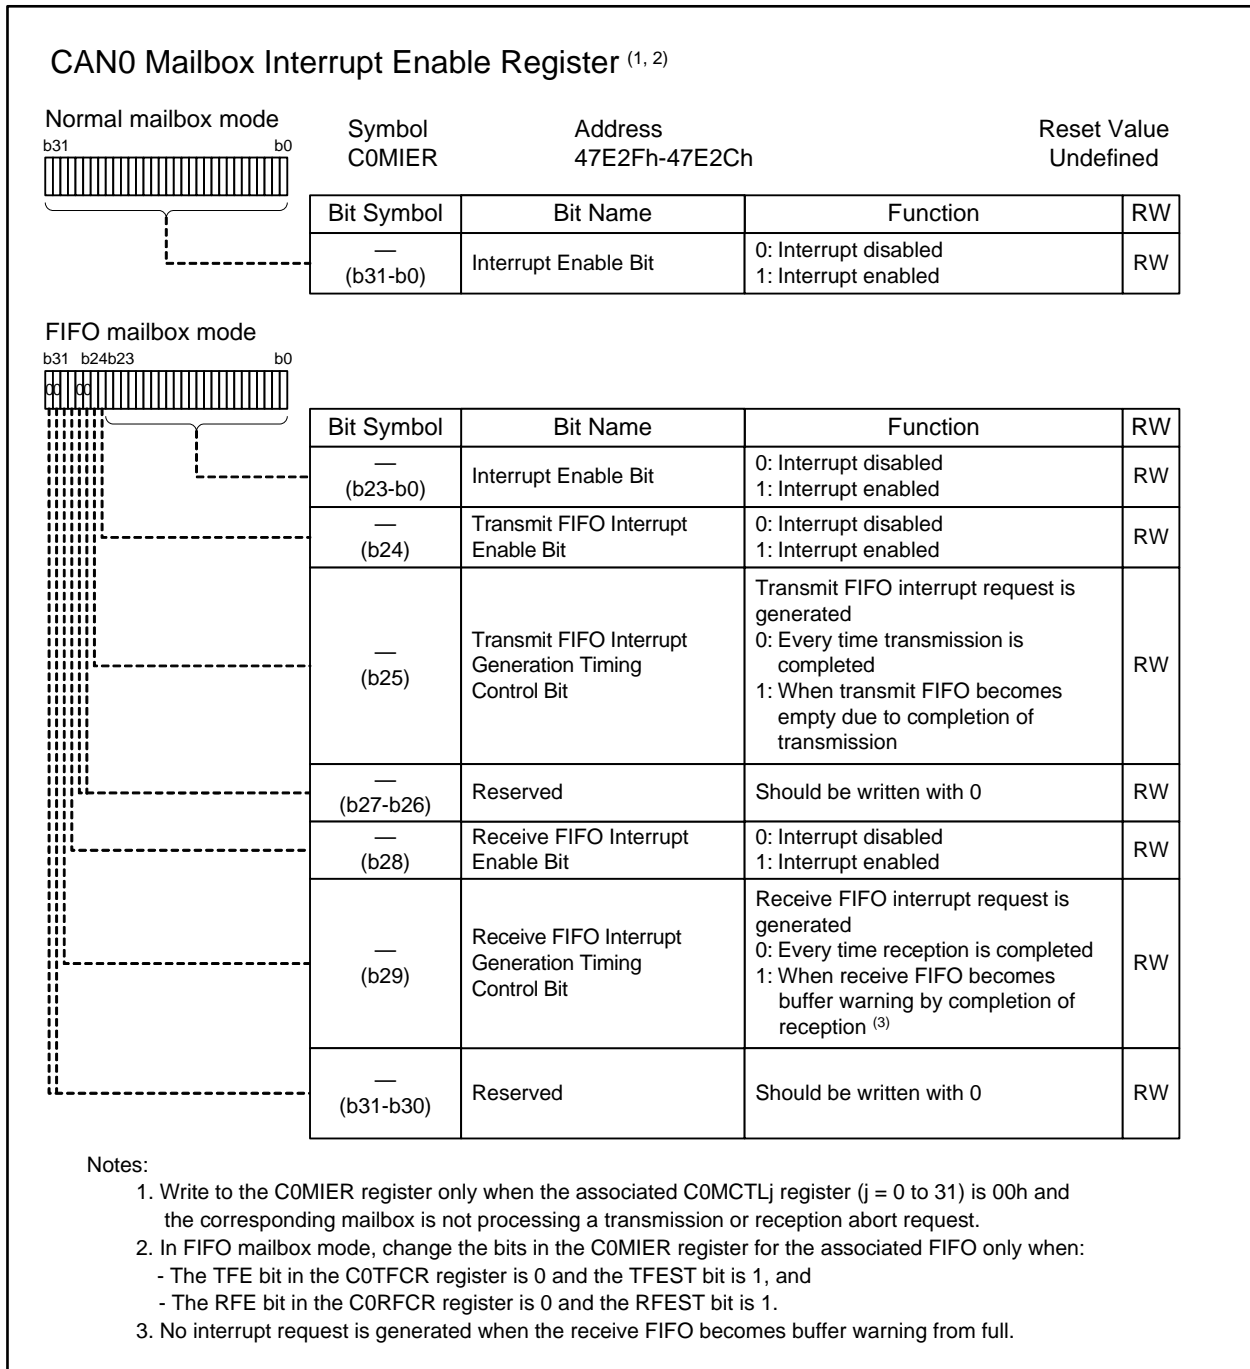 CAN0 Mailbox Interrupt Enable Register (1, 2)
Normal mailbox mode
b31 b0
Symbol Address Reset Value
C0MIER 47E2Fh-47E2Ch Undefined
Bit Symbol Bit Name Function RW
—
(b31-b0)
Interrupt Enable Bit
0: Interrupt disabled
1: Interrupt enabled
RW
FIFO mailbox mode
b31 b24 b23 b0
00 00
Bit Symbol Bit Name Function RW
—
(b23-b0)
Interrupt Enable Bit
0: Interrupt disabled
1: Interrupt enabled
RW
—
(b24)
Transmit FIFO Interrupt
Enable Bit
0: Interrupt disabled
1: Interrupt enabled
RW
—
(b25)
Transmit FIFO Interrupt
Generation Timing
Control Bit
Transmit FIFO interrupt request is
generated
0: Every time transmission is
completed
1: When transmit FIFO becomes
empty due to completion of
transmission
RW
—
(b27-b26)
Reserved
Should be written with 0
RW
—
(b28)
Receive FIFO Interrupt
Enable Bit
0: Interrupt disabled
1: Interrupt enabled
RW
—
(b29)
Receive FIFO Interrupt
Generation Timing
Control Bit
Receive FIFO interrupt request is
generated
0: Every time reception is completed
1: When receive FIFO becomes
buffer warning by completion of
reception (3)
RW
—
(b31-b30)
Reserved
Should be written with 0
RW
Notes:
1. Write to the C0MIER register only when the associated C0MCTLj register (j = 0 to 31) is 00h and
the corresponding mailbox is not processing a transmission or reception abort request.
2. In FIFO mailbox mode, change the bits in the C0MIER register for the associated FIFO only when:
- The TFE bit in the C0TFCR register is 0 and the TFEST bit is 1, and
- The RFE bit in the C0RFCR register is 0 and the RFEST bit is 1.
3. No interrupt request is generated when the receive FIFO becomes buffer warning from full.